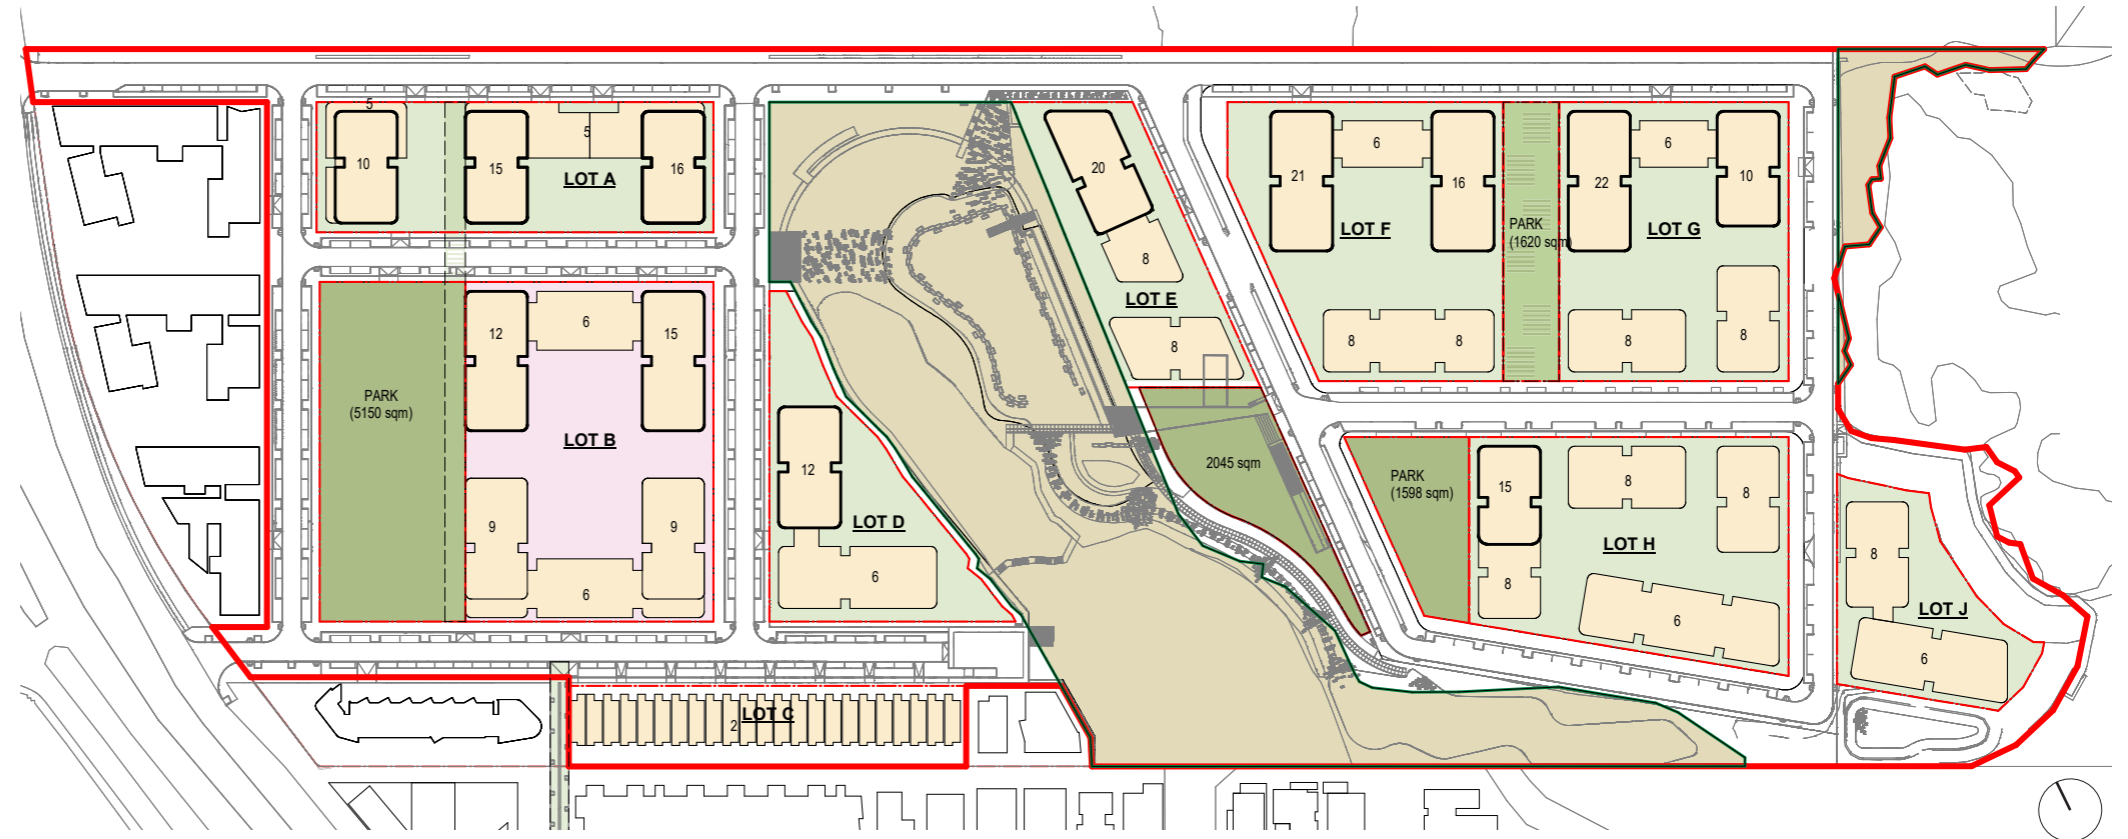 5
10
15
5
16
LOT A
12
6
15
PARK
(5150 sqm)
LOT B
9
9
6
2
LOT C
12
LOT D
6
20
8
LOT E
8
2045 sqm
21
6
16
LOT F
8
8
PARK
(1620 sqm)
22
6
10
LOT G
8
8
PARK
(1598 sqm)
15
8
8
LOT H
8
6
8
LOT J
6